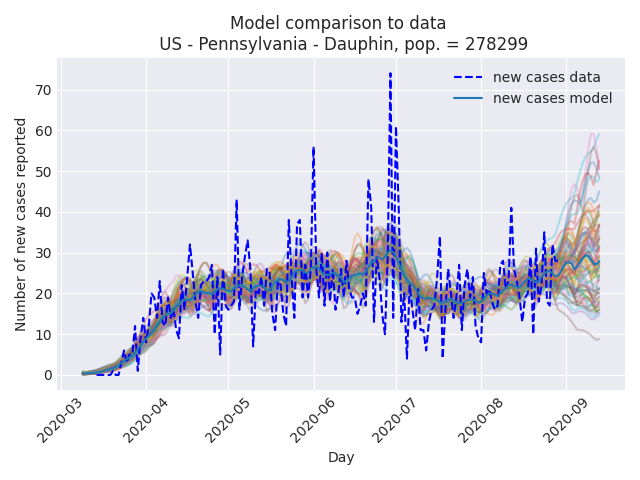 Model comparison to data
US - Pennsylvania - Dauphin, pop. = 278299
new cases data
new cases model
Number of new cases reported
70
60
50
40
30
20
10
0
2020-03
2020-04
2020-05
2020-06
2020-07
2020-08
2020-09
Day